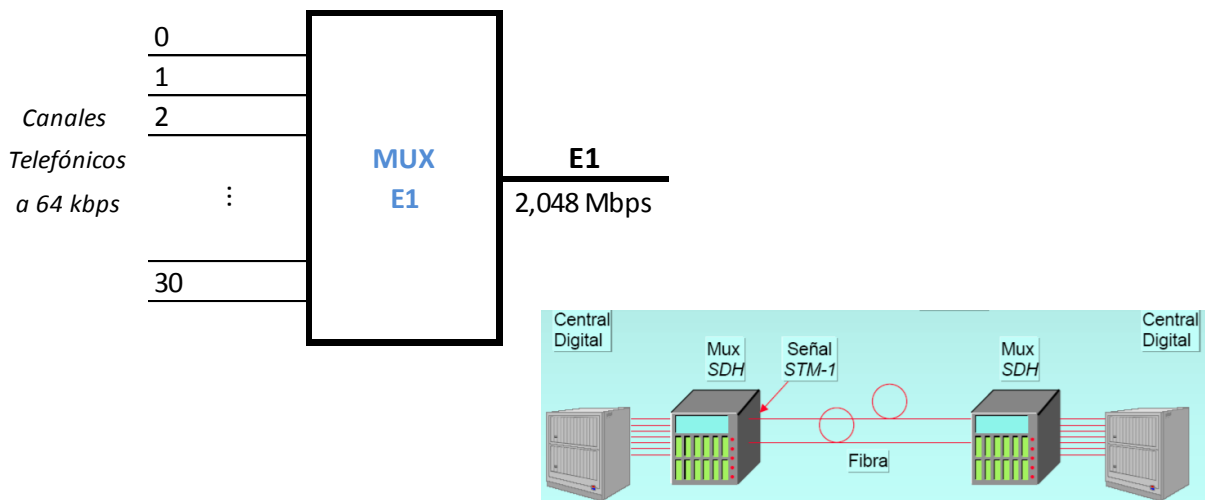 0
1
2
Canales
Telefónicos
a 64 kbps
⋮
30
MUX
E1
E1
2,048 Mbps
Central
Digital
Mux
SDH
Señal
STM-1
Fibra
Mux
SDH
Central
Digital